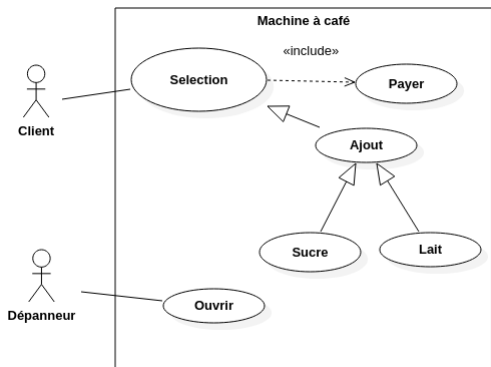 Machine à café
«include»
Selection
Payer
Client
Ajout
Sucre
Lait
Dépanneur
Ouvrir